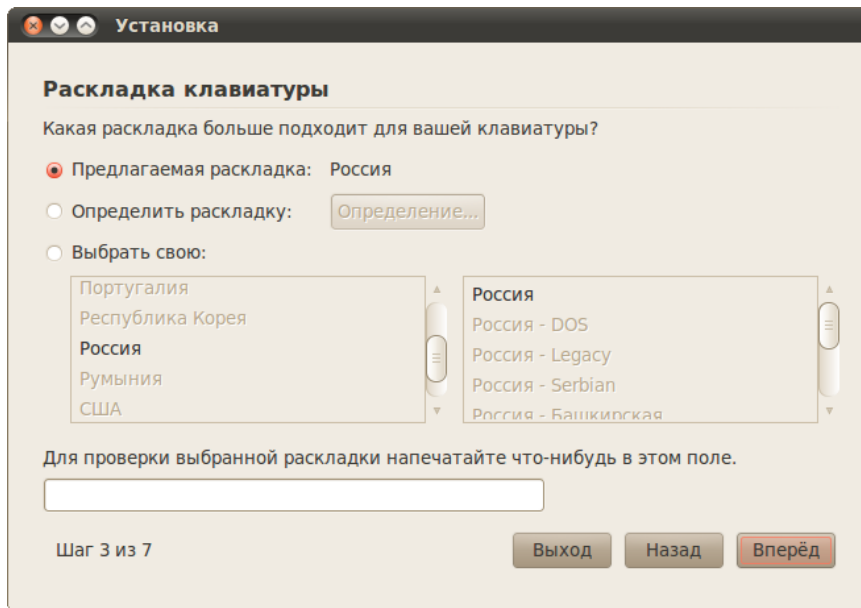 Установка
Раскладка клавиатуры
Какая раскладка больше подходит для вашей клавиатуры?
Предлагаемая раскладка: Россия
Определить раскладку: Определение...
Выбрать свою:
Португалия
Республика Корея
Россия
Румыния
США
Россия
Россия - DOS
Россия - Legacy
Россия - Serbian
Россия - Башкирская
Для проверки выбранной раскладки напечатайте что-нибудь в этом поле.
Шаг 3 из 7
Выход Назад Вперёд